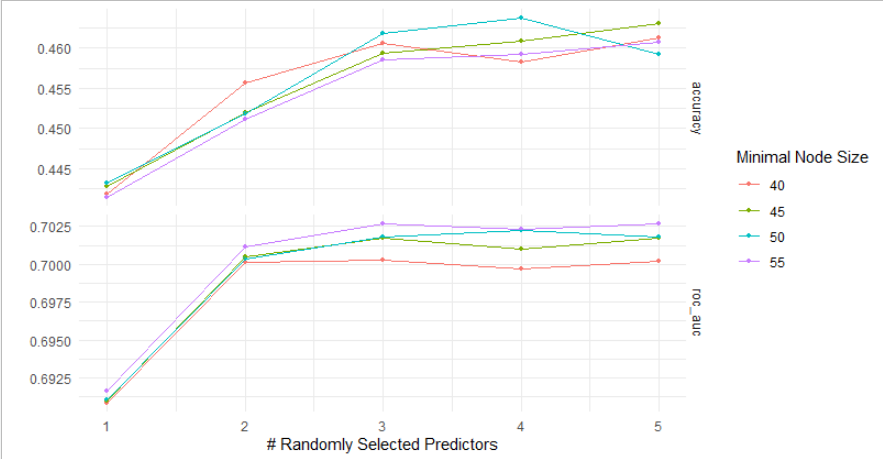 0.460
0.455
0.450
0.445
accuracy
0.7025
0.7000
0.6975
0.6950
0.6925
roc_auc
1 2 3 4 5
# Randomly Selected Predictors
Minimal Node Size
40
45
50
55